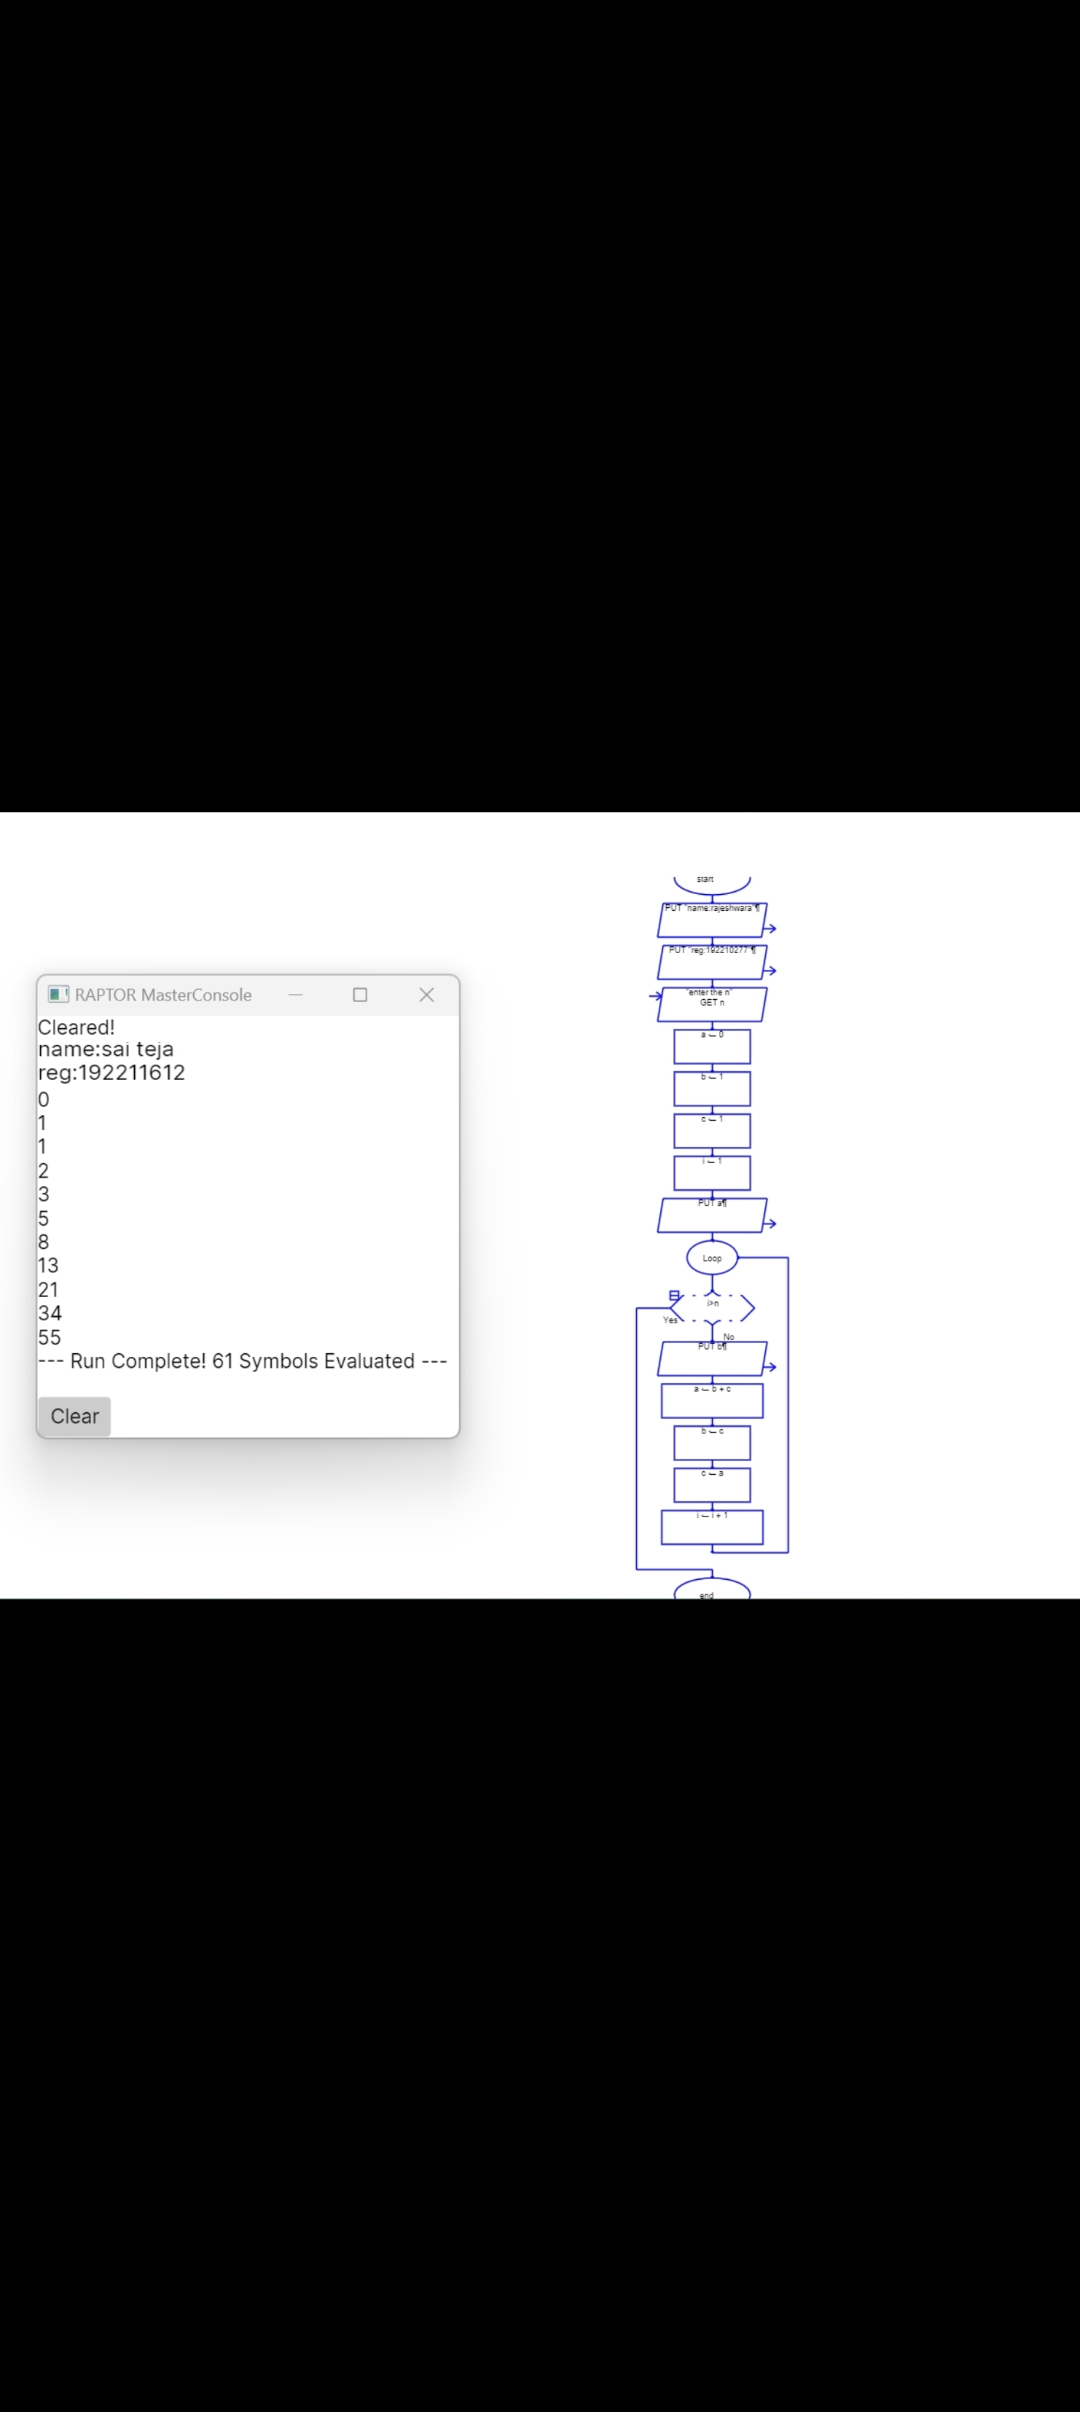 RAPTOR MasterConsole
Cleared!
name:sai teja
reg:192211612
0
1
1
2
3
5
8
13
21
34
55
--- Run Complete! 61 Symbols Evaluated ---
Clear
start
PUT "name:rajeshwara"¶
PUT "reg:192210277"¶
"enter the n"
GET n
a ← 0
b ← 1
c ← 1
i ← 1
PUT a¶
Loop
i>n
Yes
No
PUT b¶
a ← b + c
b ← c
c ← a
i ← i + 1
end